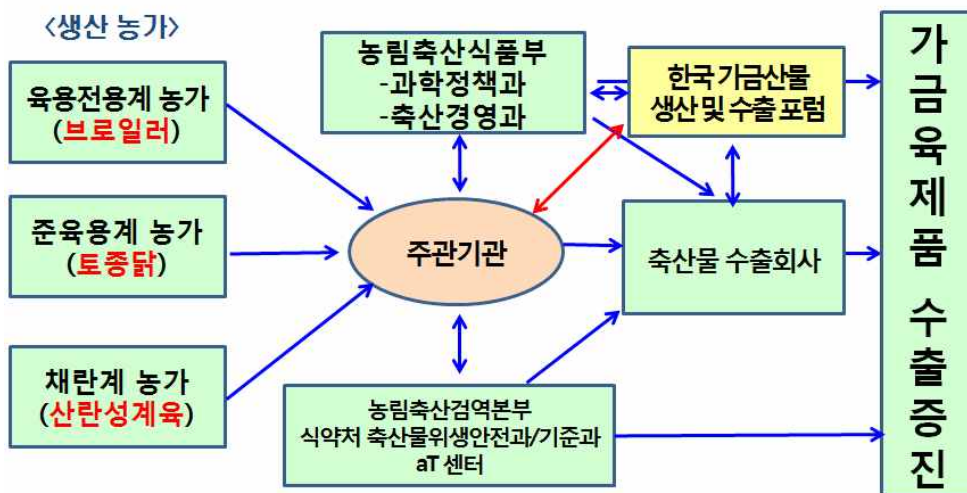 <생산 농가>
육용전용계 농가
(브로일러)
준육용계 농가
(토종닭)
채란계 농가
(산란성계육)
농림축산식품부
-과학정책과
-축산경영과
주관기관
농림축산검역본부
식약처 축산물위생안전과/기준과
aT 센터
한국 가금산물
생산 및 수출 포럼
축산물 수출회사
가금육제품 수출증진